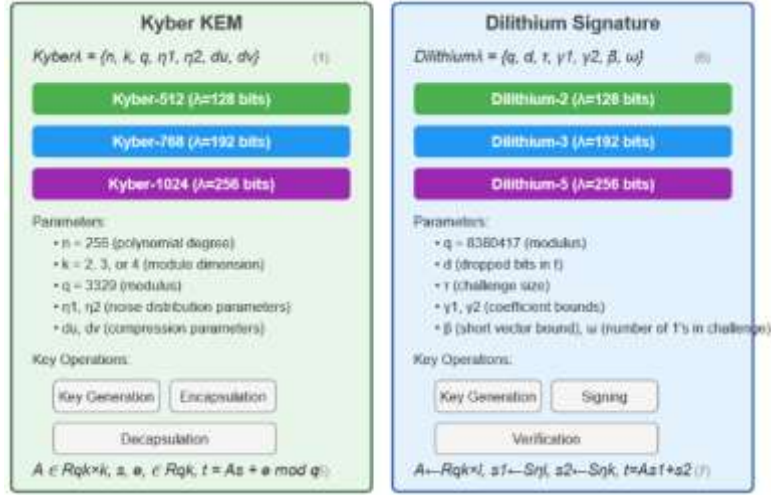 Kyber KEM
Kyberλ = {n, k, q, η1, η2, du, dv} (1)
Kyber-512 (λ=128 bits)
Kyber-768 (λ=192 bits)
Kyber-1024 (λ=256 bits)
Parameters:
• n = 256 (polynomial degree)
• k = 2, 3, or 4 (module dimension)
• q = 3329 (modulus)
• η1, η2 (noise distribution parameters)
• du, dv (compression parameters)
Key Operations:
Key Generation Encapsulation
Decapsulation
A ∈ Rqk×k, s, e, ∈ Rqk, t = As + e mod q
Dilithium Signature
Dilithiumλ = {q, d, τ, γ1, γ2, β, ω}
Dilithium-2 (λ=128 bits)
Dilithium-3 (λ=192 bits)
Dilithium-5 (λ=256 bits)
Parameters:
• q = 8380417 (modulus)
• d (dropped bits in t)
• τ (challenge size)
• γ1, γ2 (coefficient bounds)
• β (short vector bound), ω (number of 1's in challenge)
Key Operations:
Key Generation Signing
Verification
A←Rqk×l, s1←Sηl, s2←Sηk, t=As1+s2